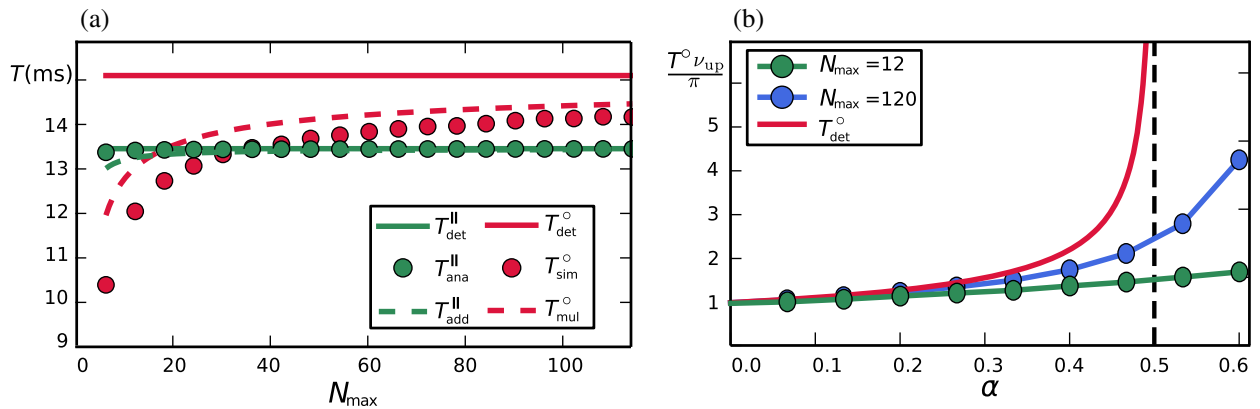 (a)
T(ms)
14
13
12
11
10
9
0
20
40
60
80
100
N_max
T_det^II
T_det^○
T_ana^II
T_sim^○
T_add^II
T_mul^○
(b)
T^○ ν_up
π
5
4
3
2
1
0.0
0.1
0.2
0.3
0.4
0.5
0.6
α
N_max =12
N_max =120
T_det^○